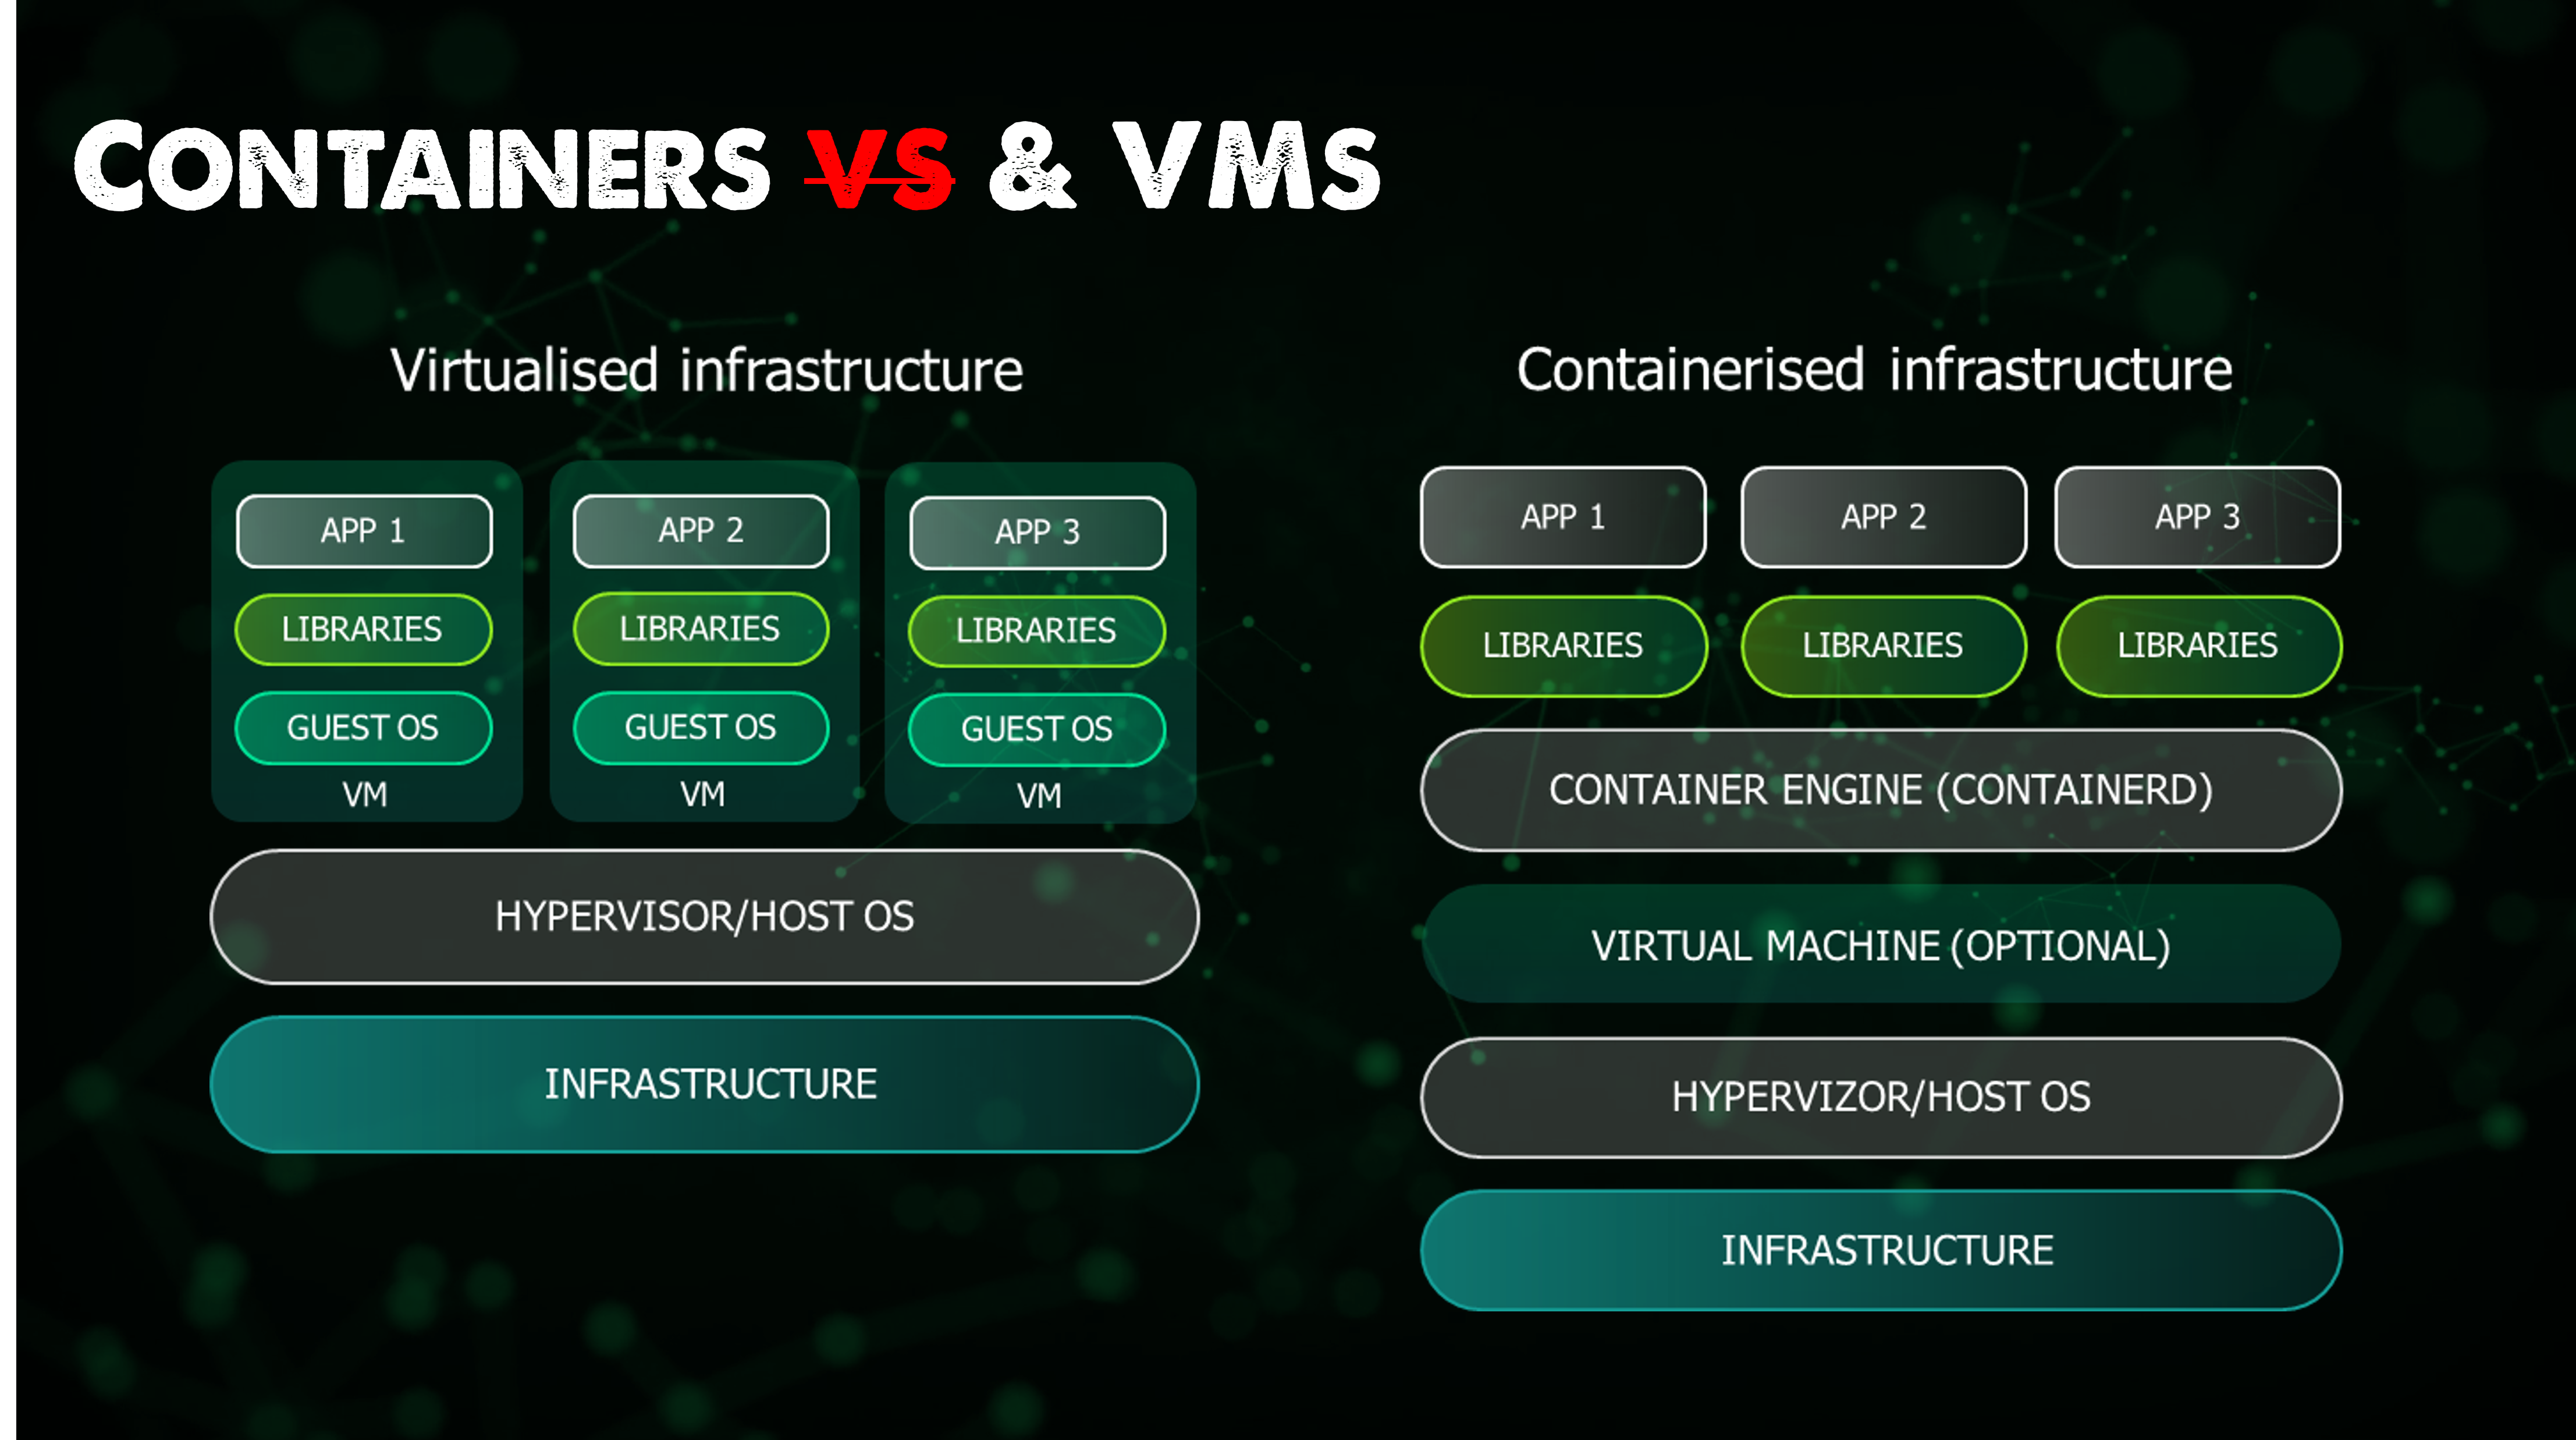 CONTAINERS VS & VMS
Virtualised infrastructure
APP 1 APP 2 APP 3
LIBRARIES LIBRARIES LIBRARIES
GUEST OS GUEST OS GUEST OS
VM VM VM
HYPERVISOR/HOST OS
INFRASTRUCTURE
Containerised infrastructure
APP 1 APP 2 APP 3
LIBRARIES LIBRARIES LIBRARIES
CONTAINER ENGINE (CONTAINERD)
VIRTUAL MACHINE (OPTIONAL)
HYPERVIZOR/HOST OS
INFRASTRUCTURE